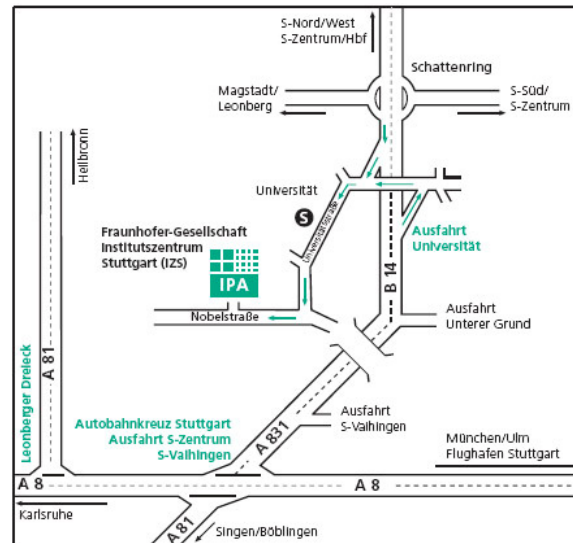 S-Nord/West
S-Zentrum/Hbf
Schattenring
Magstadt/
Leonberg
S-Süd/
S-Zentrum
Heilbronn
Universität
S
Universitätsstraße
Ausfahrt
Universität
Fraunhofer-Gesellschaft
Institutszentrum
Stuttgart (IZS)
IPA
B 14
Nobelstraße
Ausfahrt
Unterer Grund
A 81
Leonberger Dreieck
Autobahnkreuz Stuttgart
Ausfahrt S-Zentrum
S-Vaihingen
A 831
Ausfahrt
S-Vaihingen
München/Ulm
Flughafen Stuttgart
A 8
A 8
Karlsruhe
A 81
Singen/Böblingen